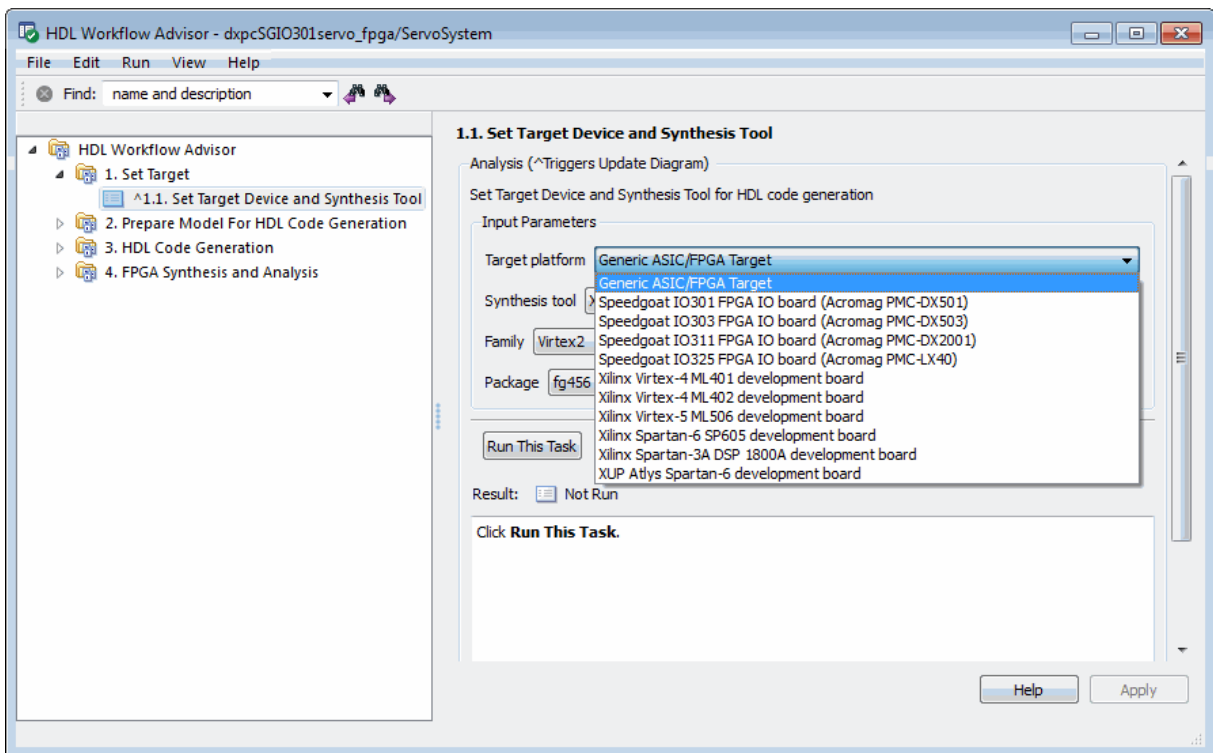 HDL Workflow Advisor - dxpcSGIO301servo_fpga/ServoSystem
File Edit Run View Help
Find: name and description
HDL Workflow Advisor
1. Set Target
^1.1. Set Target Device and Synthesis Tool
2. Prepare Model For HDL Code Generation
3. HDL Code Generation
4. FPGA Synthesis and Analysis
1.1. Set Target Device and Synthesis Tool
Analysis (^Triggers Update Diagram)
Set Target Device and Synthesis Tool for HDL code generation
Input Parameters
Target platform Generic ASIC/FPGA Target
Generic ASIC/FPGA Target
Synthesis tool
Speedgoat IO301 FPGA IO board (Acromag PMC-DX501)
Speedgoat IO303 FPGA IO board (Acromag PMC-DX503)
Family Virtex2
Speedgoat IO311 FPGA IO board (Acromag PMC-DX2001)
Speedgoat IO325 FPGA IO board (Acromag PMC-LX40)
Package fg456
Xilinx Virtex-4 ML401 development board
Xilinx Virtex-4 ML402 development board
Xilinx Virtex-5 ML506 development board
Xilinx Spartan-6 SP605 development board
Xilinx Spartan-3A DSP 1800A development board
XUP Atlys Spartan-6 development board
Run This Task
Result: Not Run
Click Run This Task.
Help Apply